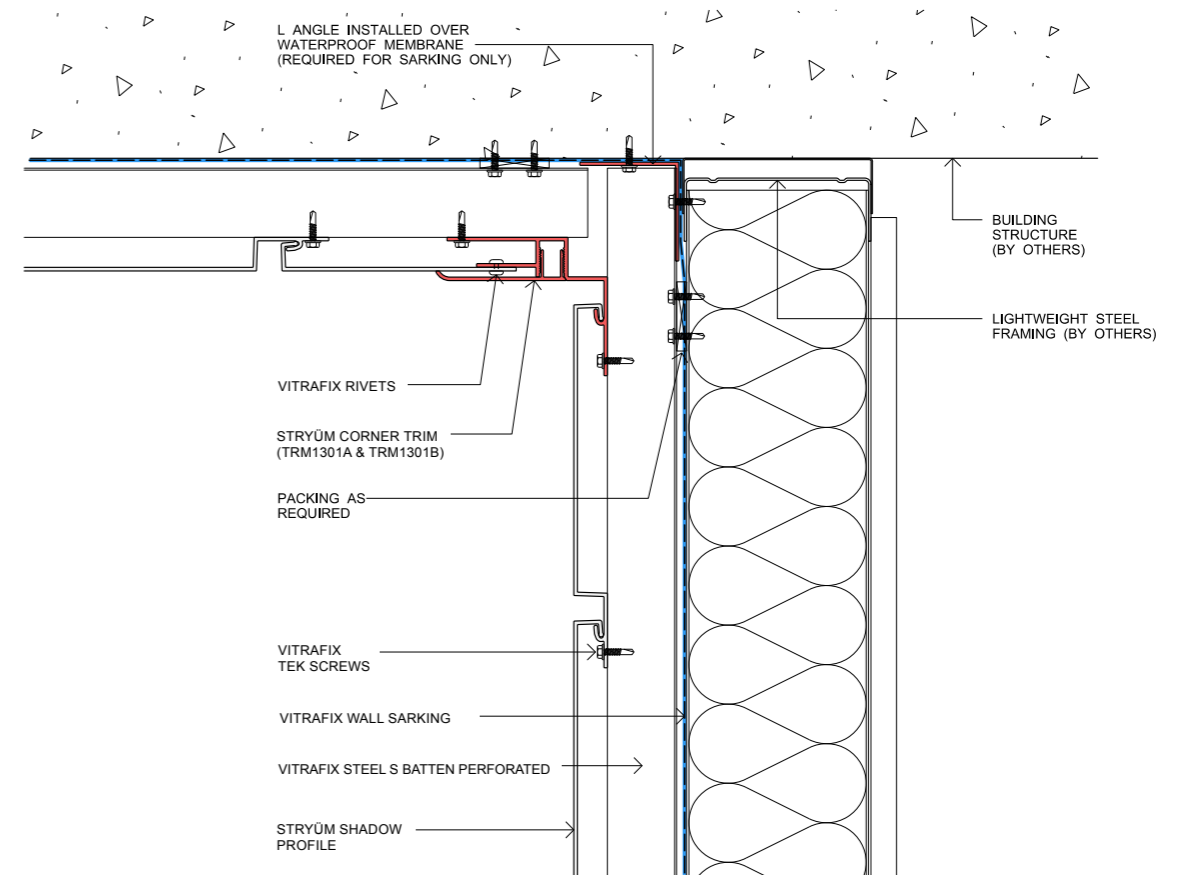 L ANGLE INSTALLED OVER
WATERPROOF MEMBRANE
(REQUIRED FOR SARKING ONLY)
BUILDING
STRUCTURE
(BY OTHERS)
LIGHTWEIGHT STEEL
FRAMING (BY OTHERS)
VITRAFIX RIVETS
STRYÜM CORNER TRIM
(TRM1301A & TRM1301B)
PACKING AS
REQUIRED
VITRAFIX
TEK SCREWS
VITRAFIX WALL SARKING
VITRAFIX STEEL S BATTEN PERFORATED
STRYÜM SHADOW
PROFILE